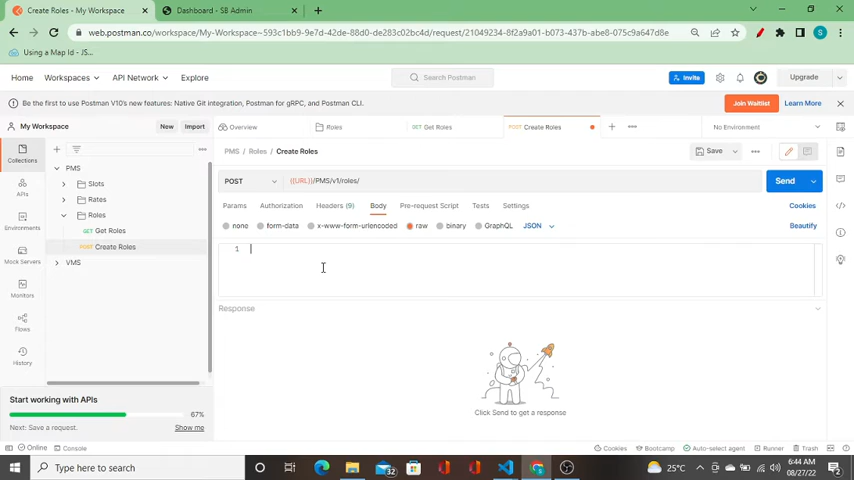 Create Roles - My Workspace
Dashboard - SB Admin
web.postman.co/workspace/My-Workspace~593c1bb9-9e7d-42de-88d0-de283cd02bc4/request/21049234-8f2a9a01-b073-437b-abe8-075c9a647d8e
S
Using a Map Id - JS...
Home Workspaces API Network Explore Search Postman Invite Upgrade
Be the first to use Postman V10's new features: Native Git integration, Postman for gRPC, and Postman CLI. Join Waitlist Learn More
My Workspace New Import Overview Roles GET Get Roles POST Create Roles No Environment
Collections
PMS / Roles / Create Roles Save
PMS
Slots
Rates
Roles
GET Get Roles
POST Create Roles
VMS
APIs
Environments
Mock Servers
Monitors
Flows
History
POST {{URL}}/PMS/v1/roles/ Send
Params Authorization Headers (9) Body Pre-request Script Tests Settings Cookies
none form-data x-www-form-urlencoded raw binary GraphQL JSON Beautify
1
Response
Click Send to get a response
Start working with APIs
67%
Next: Save a request. Show me
Online Console Cookies Bootcamp Auto-select agent Runner Trash
Type here to search
32
25°C
6:44 AM
08/27/22
2